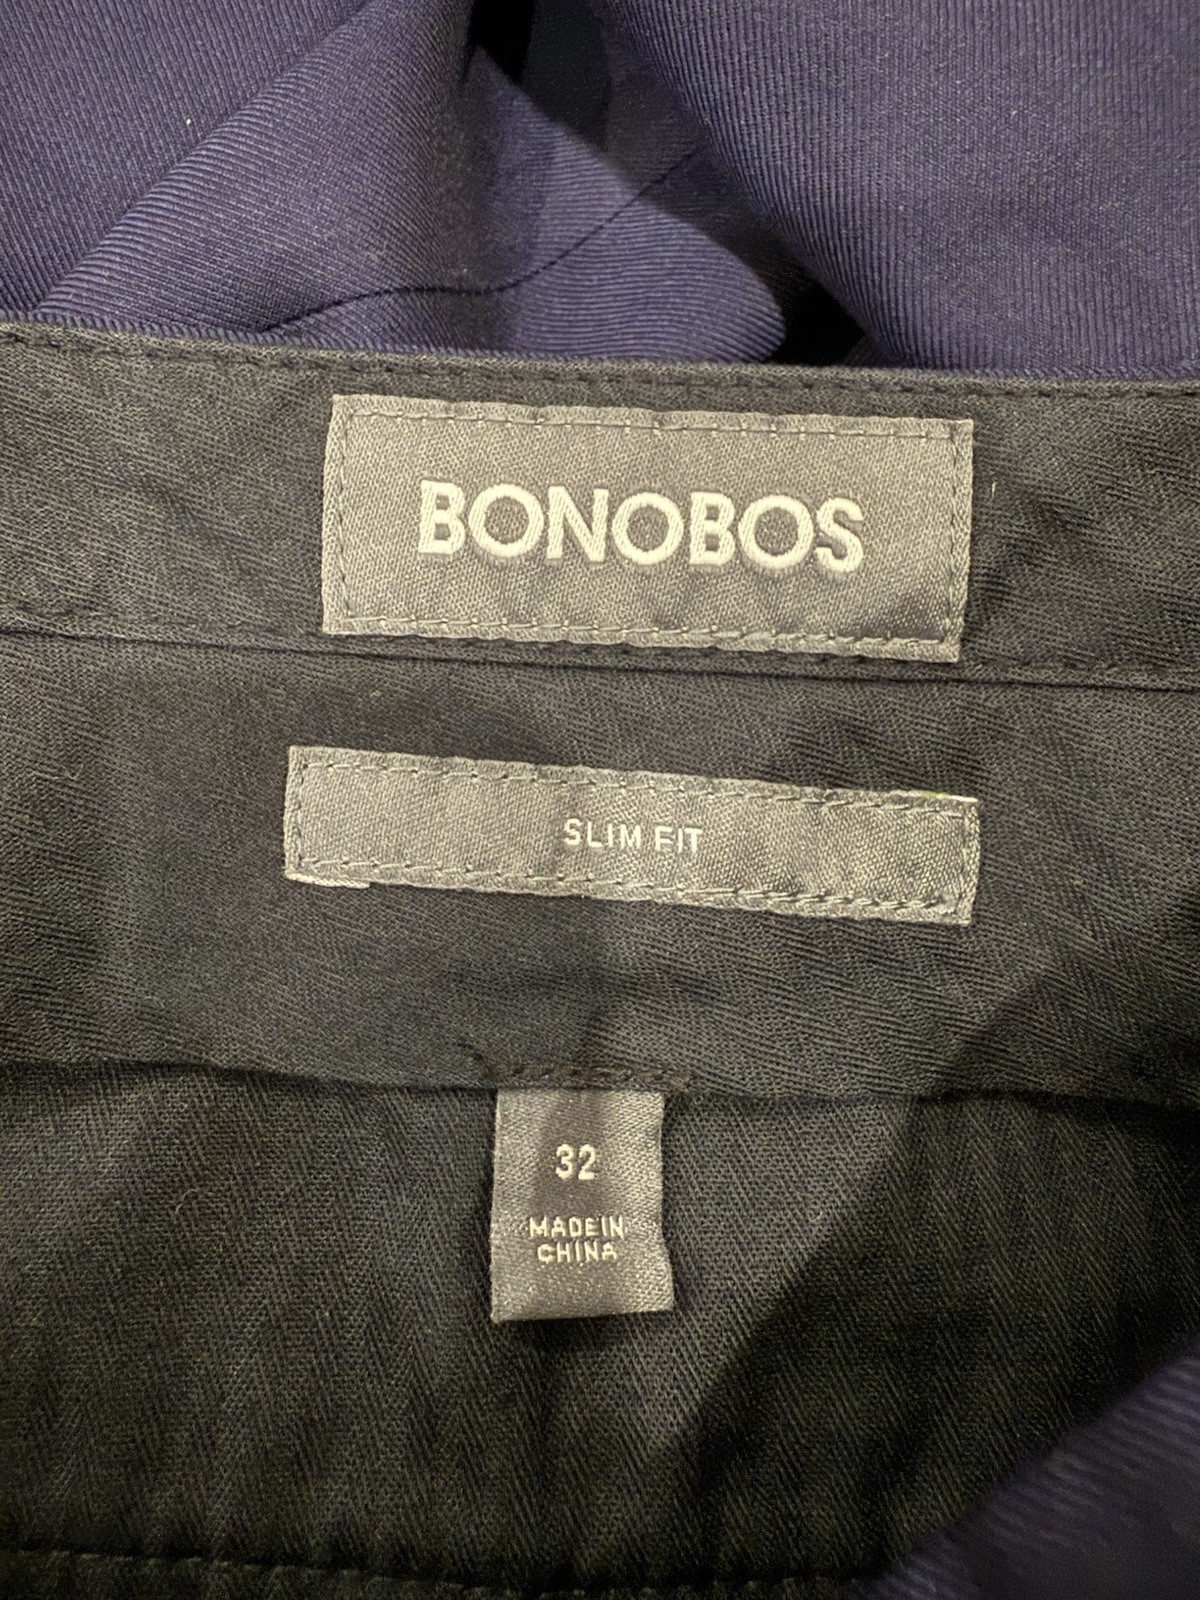 BONOBOS
SLIM FIT
32
MADE IN
CHINA